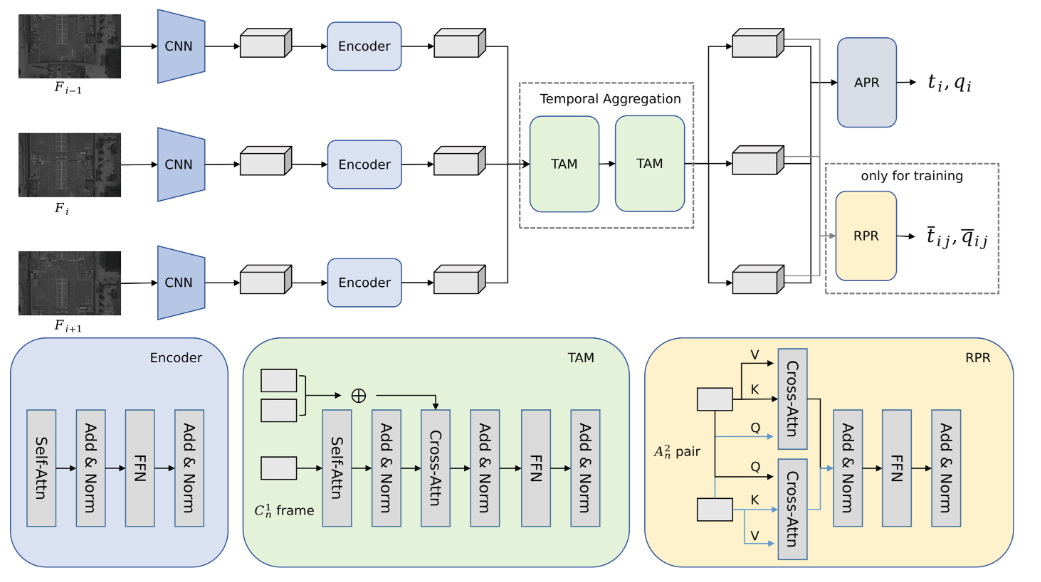 CNN
Encoder
F_{i-1}
Temporal Aggregation
APR
t_i, q_i
CNN
Encoder
TAM
TAM
F_i
only for training
RPR
\bar{t}_{ij}, \bar{q}_{ij}
CNN
Encoder
F_{i+1}
Encoder
Self-Attn
Add & Norm
FFN
Add & Norm
TAM
⊕
C_n^1 frame
Self-Attn
Add & Norm
Cross-Attn
Add & Norm
FFN
Add & Norm
RPR
A_n^2 pair
V
K
Q
Cross-Attn
Q
K
V
Cross-Attn
Add & Norm
FFN
Add & Norm